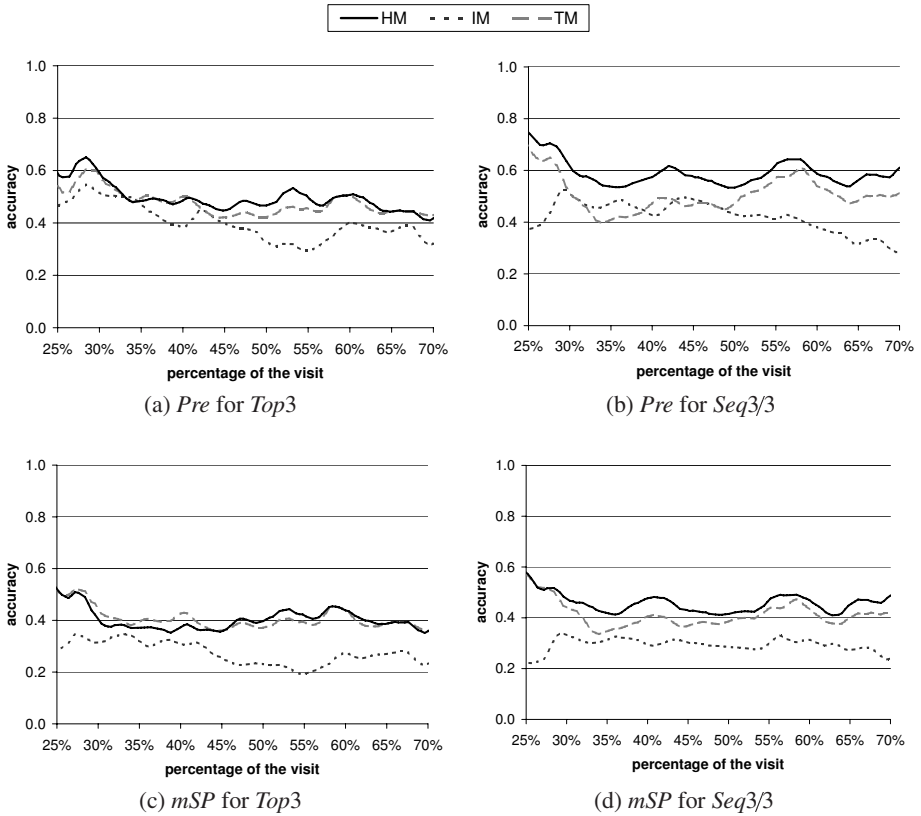 HM IM TM
1.0
0.8
0.6
0.4
0.2
0.0
accuracy
25% 30% 35% 40% 45% 50% 55% 60% 65% 70%
percentage of the visit
(a) Pre for Top3
1.0
0.8
0.6
0.4
0.2
0.0
accuracy
25% 30% 35% 40% 45% 50% 55% 60% 65% 70%
percentage of the visit
(b) Pre for Seq3/3
1.0
0.8
0.6
0.4
0.2
0.0
accuracy
25% 30% 35% 40% 45% 50% 55% 60% 65% 70%
percentage of the visit
(c) mSP for Top3
1.0
0.8
0.6
0.4
0.2
0.0
accuracy
25% 30% 35% 40% 45% 50% 55% 60% 65% 70%
percentage of the visit
(d) mSP for Seq3/3